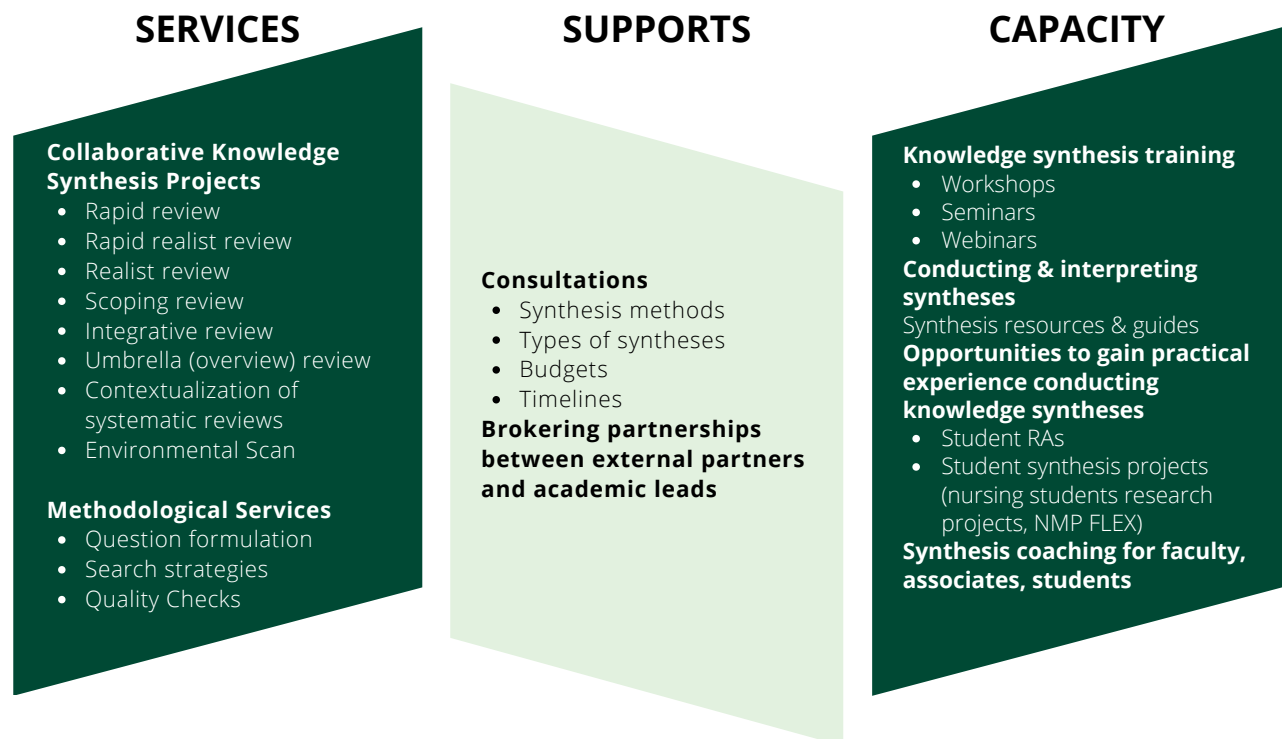 SERVICES
Collaborative Knowledge
Synthesis Projects
• Rapid review
• Rapid realist review
• Realist review
• Scoping review
• Integrative review
• Umbrella (overview) review
• Contextualization of
systematic reviews
• Environmental Scan
Methodological Services
• Question formulation
• Search strategies
• Quality Checks
SUPPORTS
Consultations
• Synthesis methods
• Types of syntheses
• Budgets
• Timelines
Brokering partnerships
between external partners
and academic leads
CAPACITY
Knowledge synthesis training
• Workshops
• Seminars
• Webinars
Conducting & interpreting
syntheses
Synthesis resources & guides
Opportunities to gain practical
experience conducting
knowledge syntheses
• Student RAs
• Student synthesis projects
(nursing students research
projects, NMP FLEX)
Synthesis coaching for faculty,
associates, students